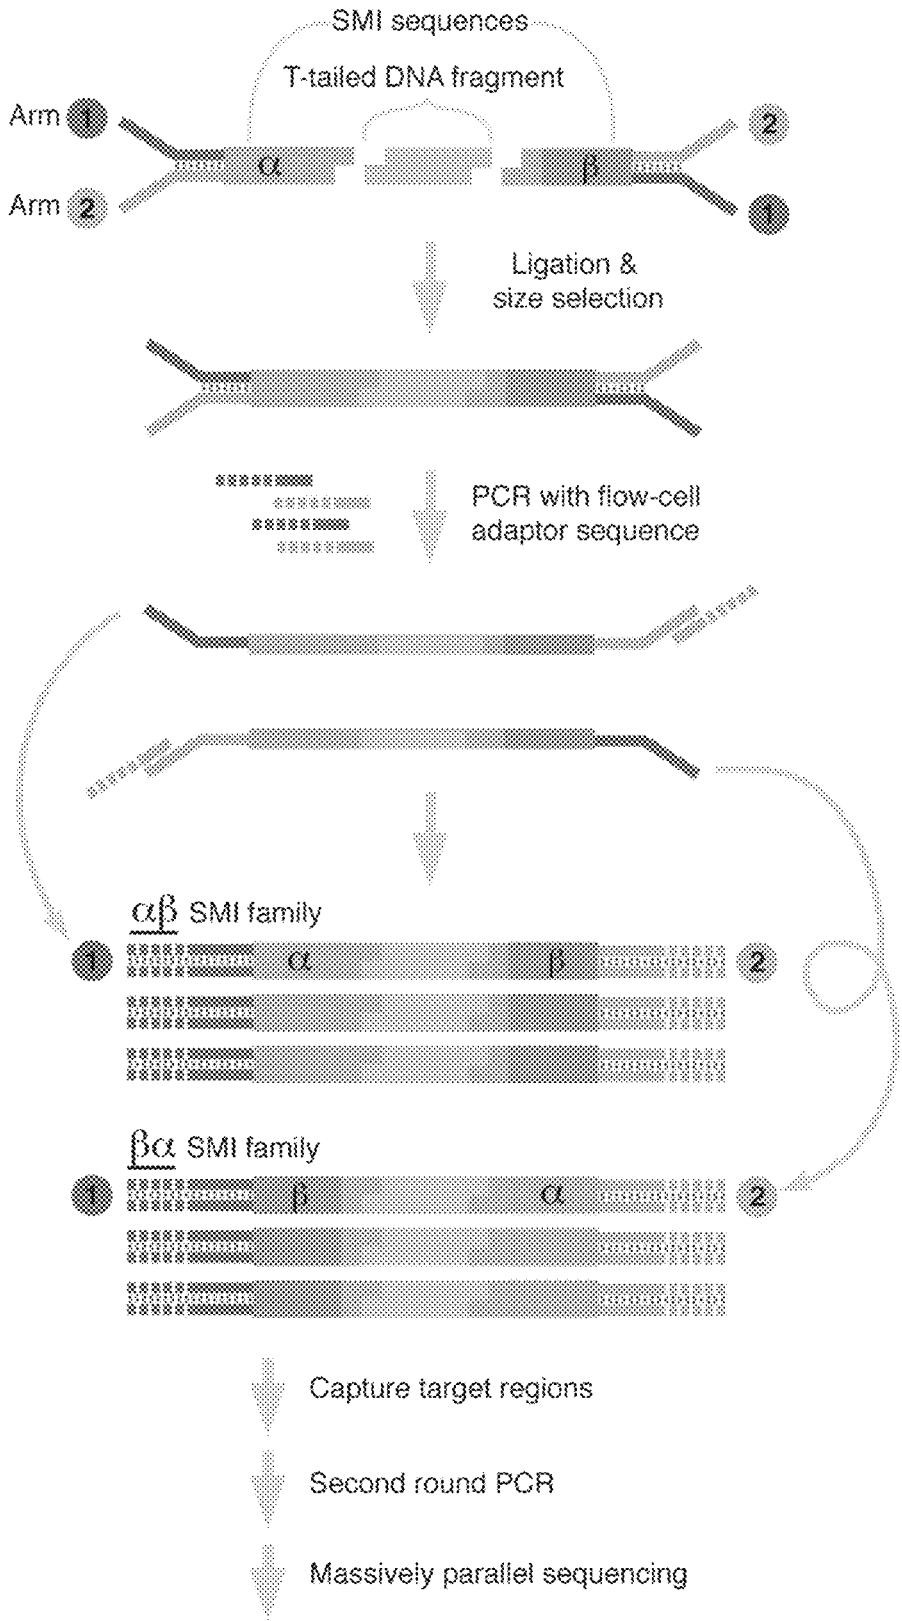 SMI sequences
T-tailed DNA fragment
Arm 1
2
α
β
Arm 2
1
Ligation &
size selection
PCR with flow-cell
adaptor sequence
αβ SMI family
1
α
β
2
βα SMI family
1
β
α
2
Capture target regions
Second round PCR
Massively parallel sequencing